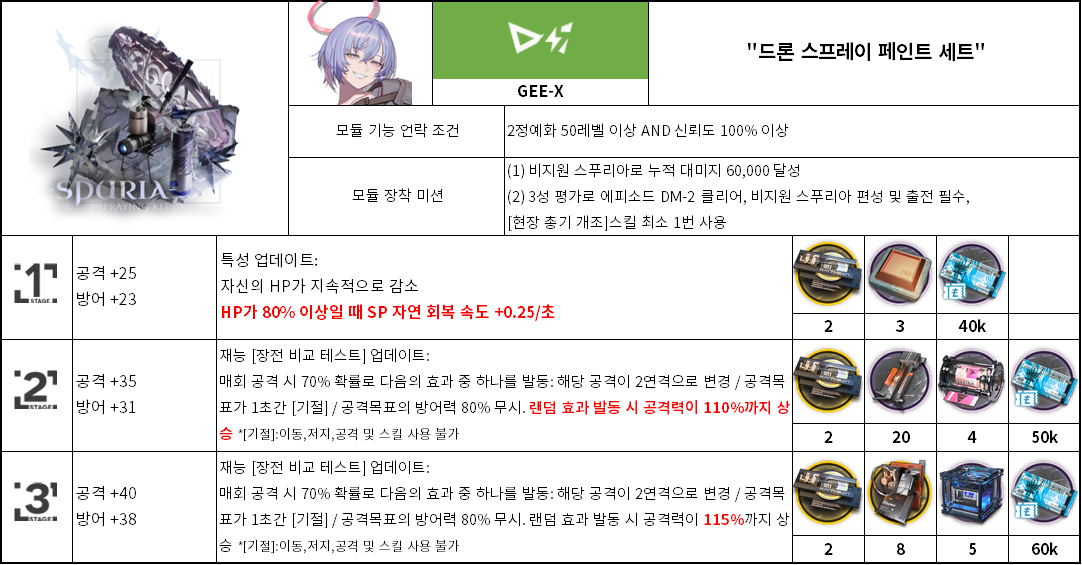 SPURIA
SPRAYING KIT
GEE-X
"드론 스프레이 페인트 세트"
모듈 기능 언락 조건
2정예화 50레벨 이상 AND 신뢰도 100% 이상
모듈 장착 미션
(1) 비지원 스푸리아로 누적 대미지 60,000 달성
(2) 3성 평가로 에피소드 DM-2 클리어, 비지원 스푸리아 편성 및 출전 필수,
[현장 총기 개조]스킬 최소 1번 사용
1
STAGE
공격 +25
방어 +23
특성 업데이트:
자신의 HP가 지속적으로 감소
HP가 80% 이상일 때 SP 자연 회복 속도 +0.25/초
2
3
40k
2
STAGE
공격 +35
방어 +31
재능 [장전 비교 테스트] 업데이트:
매회 공격 시 70% 확률로 다음의 효과 중 하나를 발동: 해당 공격이 2연격으로 변경 / 공격목
표가 1초간 [기절] / 공격목표의 방어력 80% 무시. 랜덤 효과 발동 시 공격력이 110%까지 상
승 *[기절]:이동,저지,공격 및 스킬 사용 불가
2
20
4
50k
3
STAGE
공격 +40
방어 +38
재능 [장전 비교 테스트] 업데이트:
매회 공격 시 70% 확률로 다음의 효과 중 하나를 발동: 해당 공격이 2연격으로 변경 / 공격목
표가 1초간 [기절] / 공격목표의 방어력 80% 무시. 랜덤 효과 발동 시 공격력이 115%까지 상
승 *[기절]:이동,저지,공격 및 스킬 사용 불가
2
8
5
60k